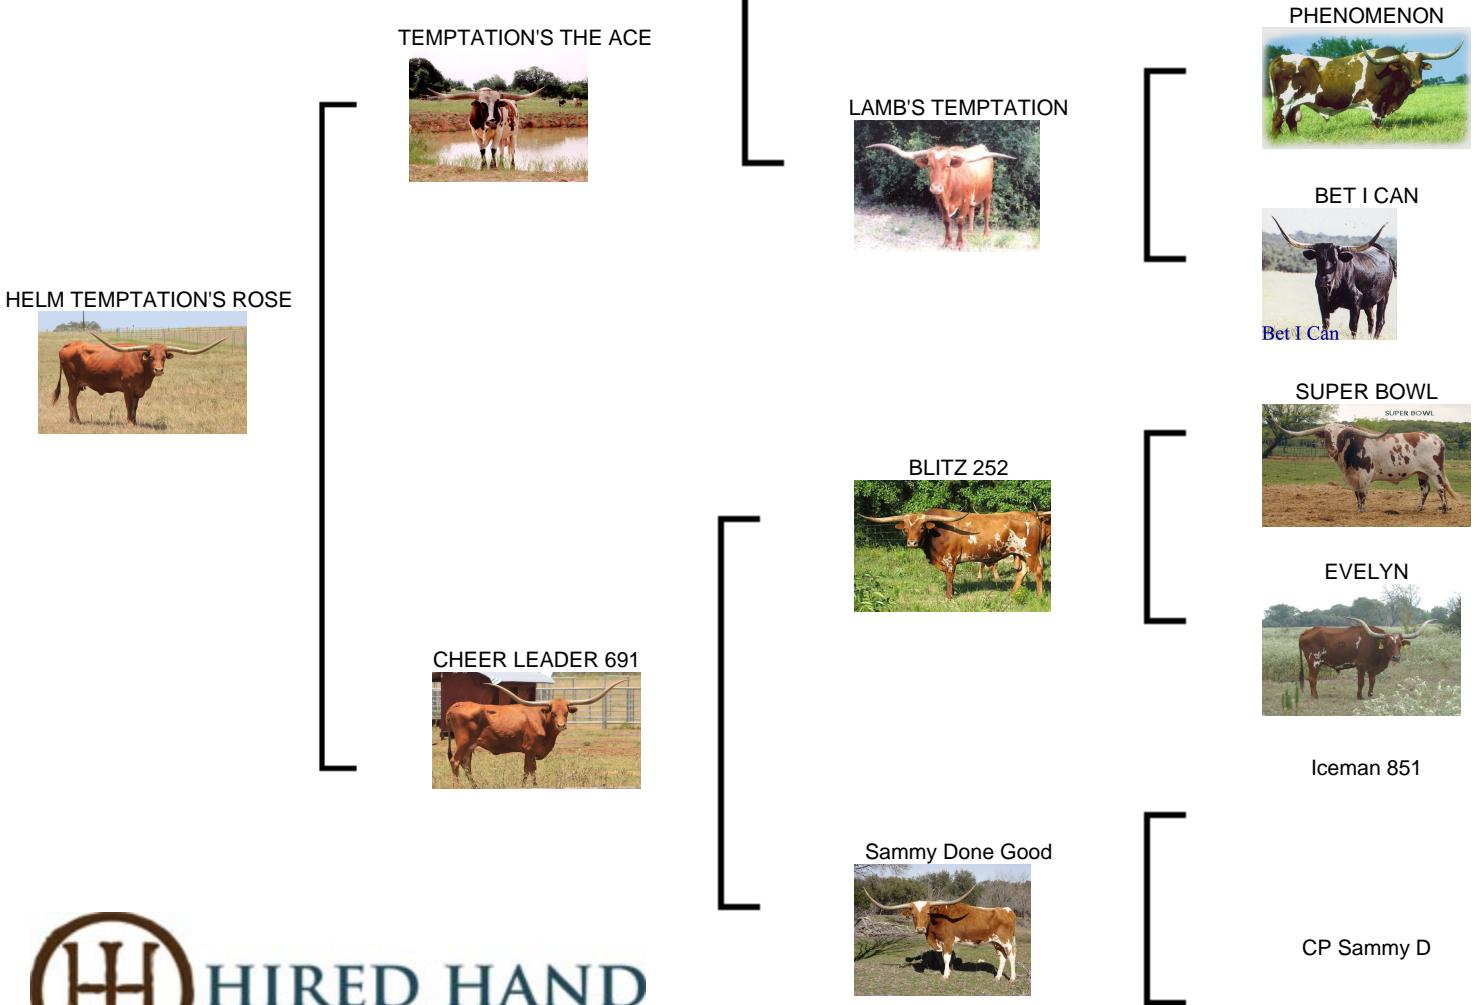 PHENOMENON
TEMPTATION'S THE ACE
LAMB'S TEMPTATION
BET I CAN
Bet I Can
HELM TEMPTATION'S ROSE
SUPER BOWL
SUPER BOWL
BLITZ 252
EVELYN
CHEER LEADER 691
Iceman 851
Sammy Done Good
CP Sammy D
HIRED HAND